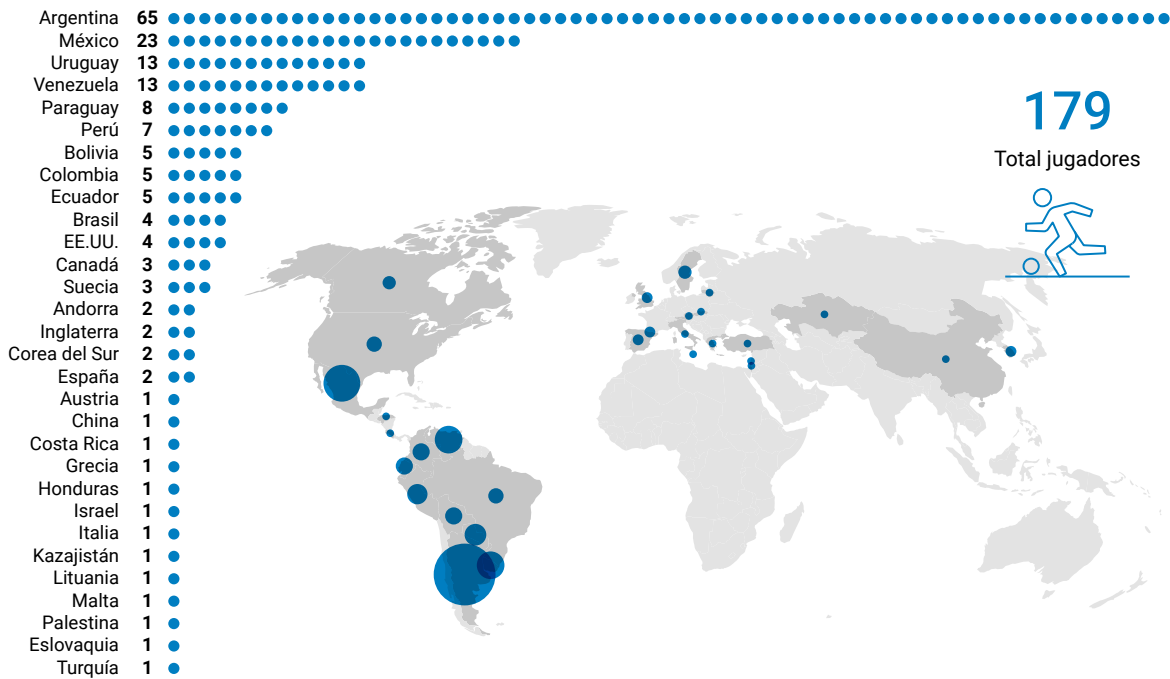 Argentina 65
México 23
Uruguay 13
Venezuela 13
Paraguay 8
Perú 7
Bolivia 5
Colombia 5
Ecuador 5
Brasil 4
EE.UU. 4
Canadá 3
Suecia 3
Andorra 2
Inglaterra 2
Corea del Sur 2
España 2
Austria 1
China 1
Costa Rica 1
Grecia 1
Honduras 1
Israel 1
Italia 1
Kazajistán 1
Lituania 1
Malta 1
Palestina 1
Eslovaquia 1
Turquía 1
179
Total jugadores